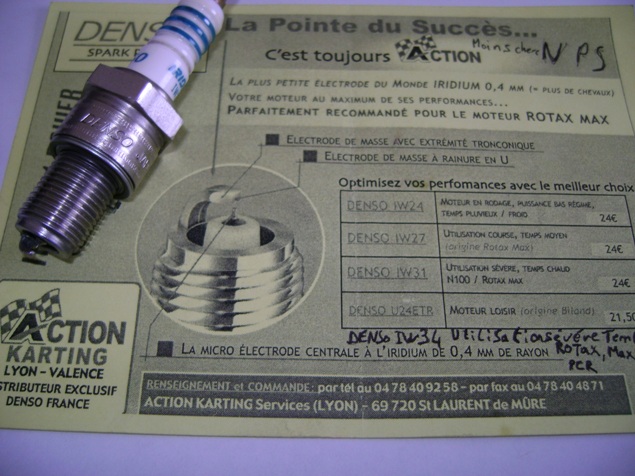 DENSO
SPARK P
La Pointe du Succès...
C'est toujours ACTION
Moins cher NPS
LA PLUS PETITE ÉLECTRODE DU MONDE IRIDIUM 0,4 MM (= PLUS DE CHEVAUX)
VOTRE MOTEUR AU MAXIMUM DE SES PERFORMANCES...
PARFAITEMENT RECOMMANDÉ POUR LE MOTEUR ROTAX MAX
ELECTRODE DE MASSE AVEC EXTRÉMITÉ TRONCONIQUE
ELECTRODE DE MASSE À RAINURE EN U
Optimisez vos perfomances avec le meilleur choix
DENSO IW24 MOTEUR EN RODAGE, PUISSANCE BAS RÉGIME, TEMPS PLUVIEUX / FROID 24€
DENSO IW27 UTILISATION COURSE, TEMPS MOYEN (origine Rotax Max) 24€
DENSO IW31 UTILISATION SÉVÈRE, TEMPS CHAUD N100 / ROTAX MAX 24€
DENSO U24ETR MOTEUR LOISIR (origine Biland) 21,50
DENSO IW34 Utilisation sévère Tem
Rotax, Max
PCR
LA MICRO ÉLECTRODE CENTRALE À L'IRIDIUM DE 0,4 MM DE RAYON
ACTION
KARTING
LYON - VALENCE
DISTRIBUTEUR EXCLUSIF
DENSO FRANCE
RENSEIGNEMENT et COMMANDE: par tél au 04 78 40 92 58 - par fax au 04 78 40 48 71
ACTION KARTING Services (LYON) - 69 720 St LAURENT de MÛRE